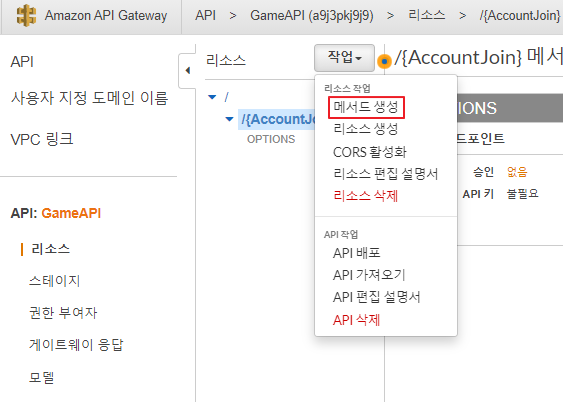 Amazon API Gateway
API > GameAPI (a9j3pkj9j9) > 리소스 > /{AccountJoin}
API
사용자 지정 도메인 이름
VPC 링크
API: GameAPI
리소스
스테이지
권한 부여자
게이트웨이 응답
모델
리소스
작업
/
/{AccountJo
OPTIONS
리소스 작업
메서드 생성
리소스 생성
CORS 활성화
리소스 편집 설명서
리소스 삭제
API 작업
API 배포
API 가져오기
API 편집 설명서
API 삭제
/{AccountJoin} 메서
IONS
드포인트
승인 없음
API 키 불필요